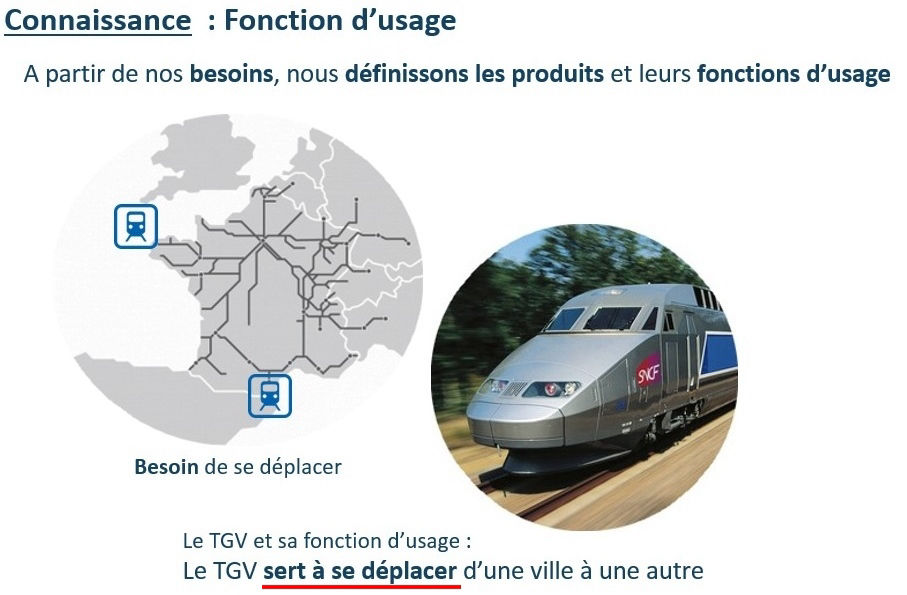 Connaissance : Fonction d’usage
A partir de nos besoins, nous définissons les produits et leurs fonctions d’usage
SNCF
Besoin de se déplacer
Le TGV et sa fonction d’usage :
Le TGV sert à se déplacer d’une ville à une autre